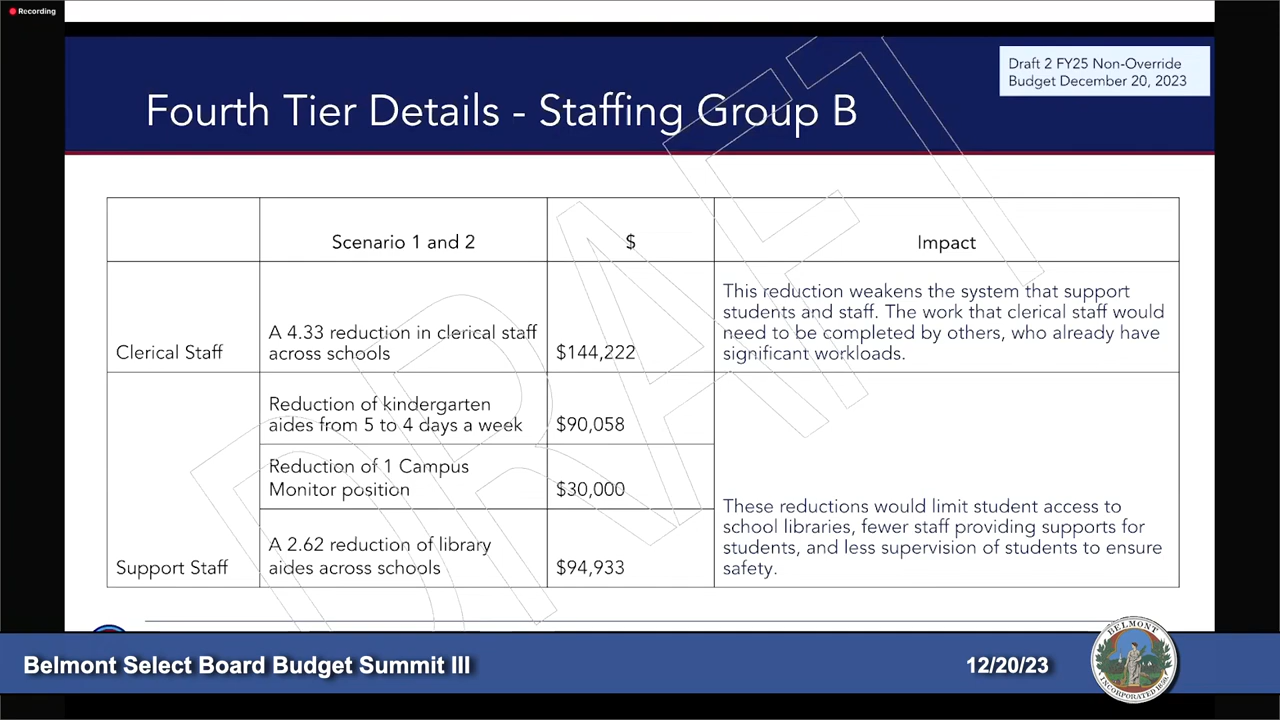 Recording
Draft 2 FY25 Non-Override
Budget December 20, 2023
Fourth Tier Details - Staffing Group B
Scenario 1 and 2
$
Impact
Clerical Staff
A 4.33 reduction in clerical staff
across schools
$144,222
This reduction weakens the system that support
students and staff. The work that clerical staff would
need to be completed by others, who already have
significant workloads.
Support Staff
Reduction of kindergarten
aides from 5 to 4 days a week
$90,058
Reduction of 1 Campus
Monitor position
$30,000
A 2.62 reduction of library
aides across schools
$94,933
These reductions would limit student access to
school libraries, fewer staff providing supports for
students, and less supervision of students to ensure
safety.
DRAFT
Belmont Select Board Budget Summit III
12/20/23
BELMONT
INCORPORATED 1859